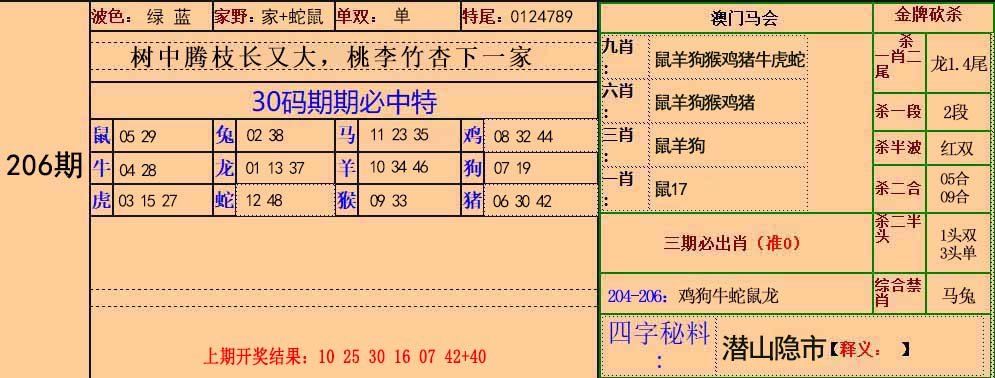 206期
波色: 绿 蓝 家野: 家+蛇鼠 单双: 单 特尾: 0124789
树中腾枝长又大，桃李竹杏下一家
30码期期必中特
鼠 05 29 兔 02 38 马 11 23 35 鸡 08 32 44
牛 04 28 龙 01 13 37 羊 10 34 46 狗 07 19
虎 03 15 27 蛇 12 48 猴 09 33 猪 06 30 42
上期开奖结果: 10 25 30 16 07 42+40
澳门马会
九肖: 鼠羊狗猴鸡猪牛虎蛇
六肖: 鼠羊狗猴鸡猪
三肖: 鼠羊狗
一肖: 鼠17
三期必出肖（准0）
204-206: 鸡狗牛蛇鼠龙
四字秘料: 潜山隐市【释义: 】
金牌砍杀
杀一肖二尾 龙1.4尾
杀一段 2段
杀半波 红双
杀二合 05合
09合
杀二半头 1头双
3头单
综合禁肖 马兔